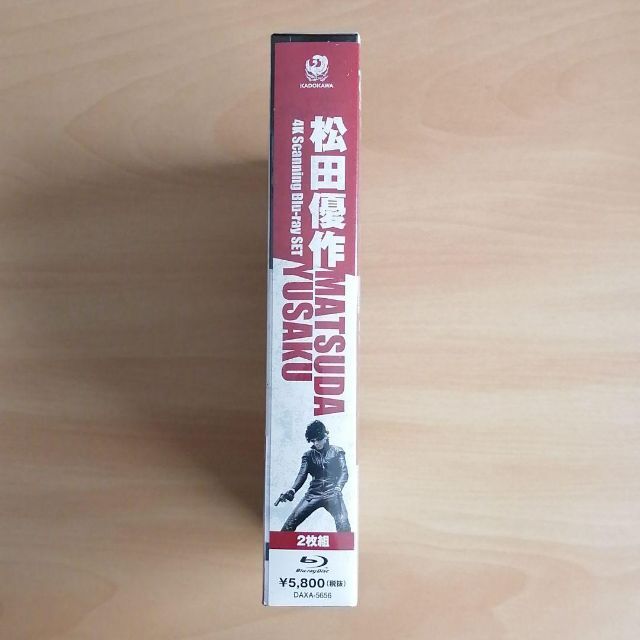 KADOKAWA
松田優作
4K Scanning Blu-ray SET
MATSUDA
YUSAKU
2枚組
Blu-ray Disc
¥5,800(税抜)
DAXA-5656